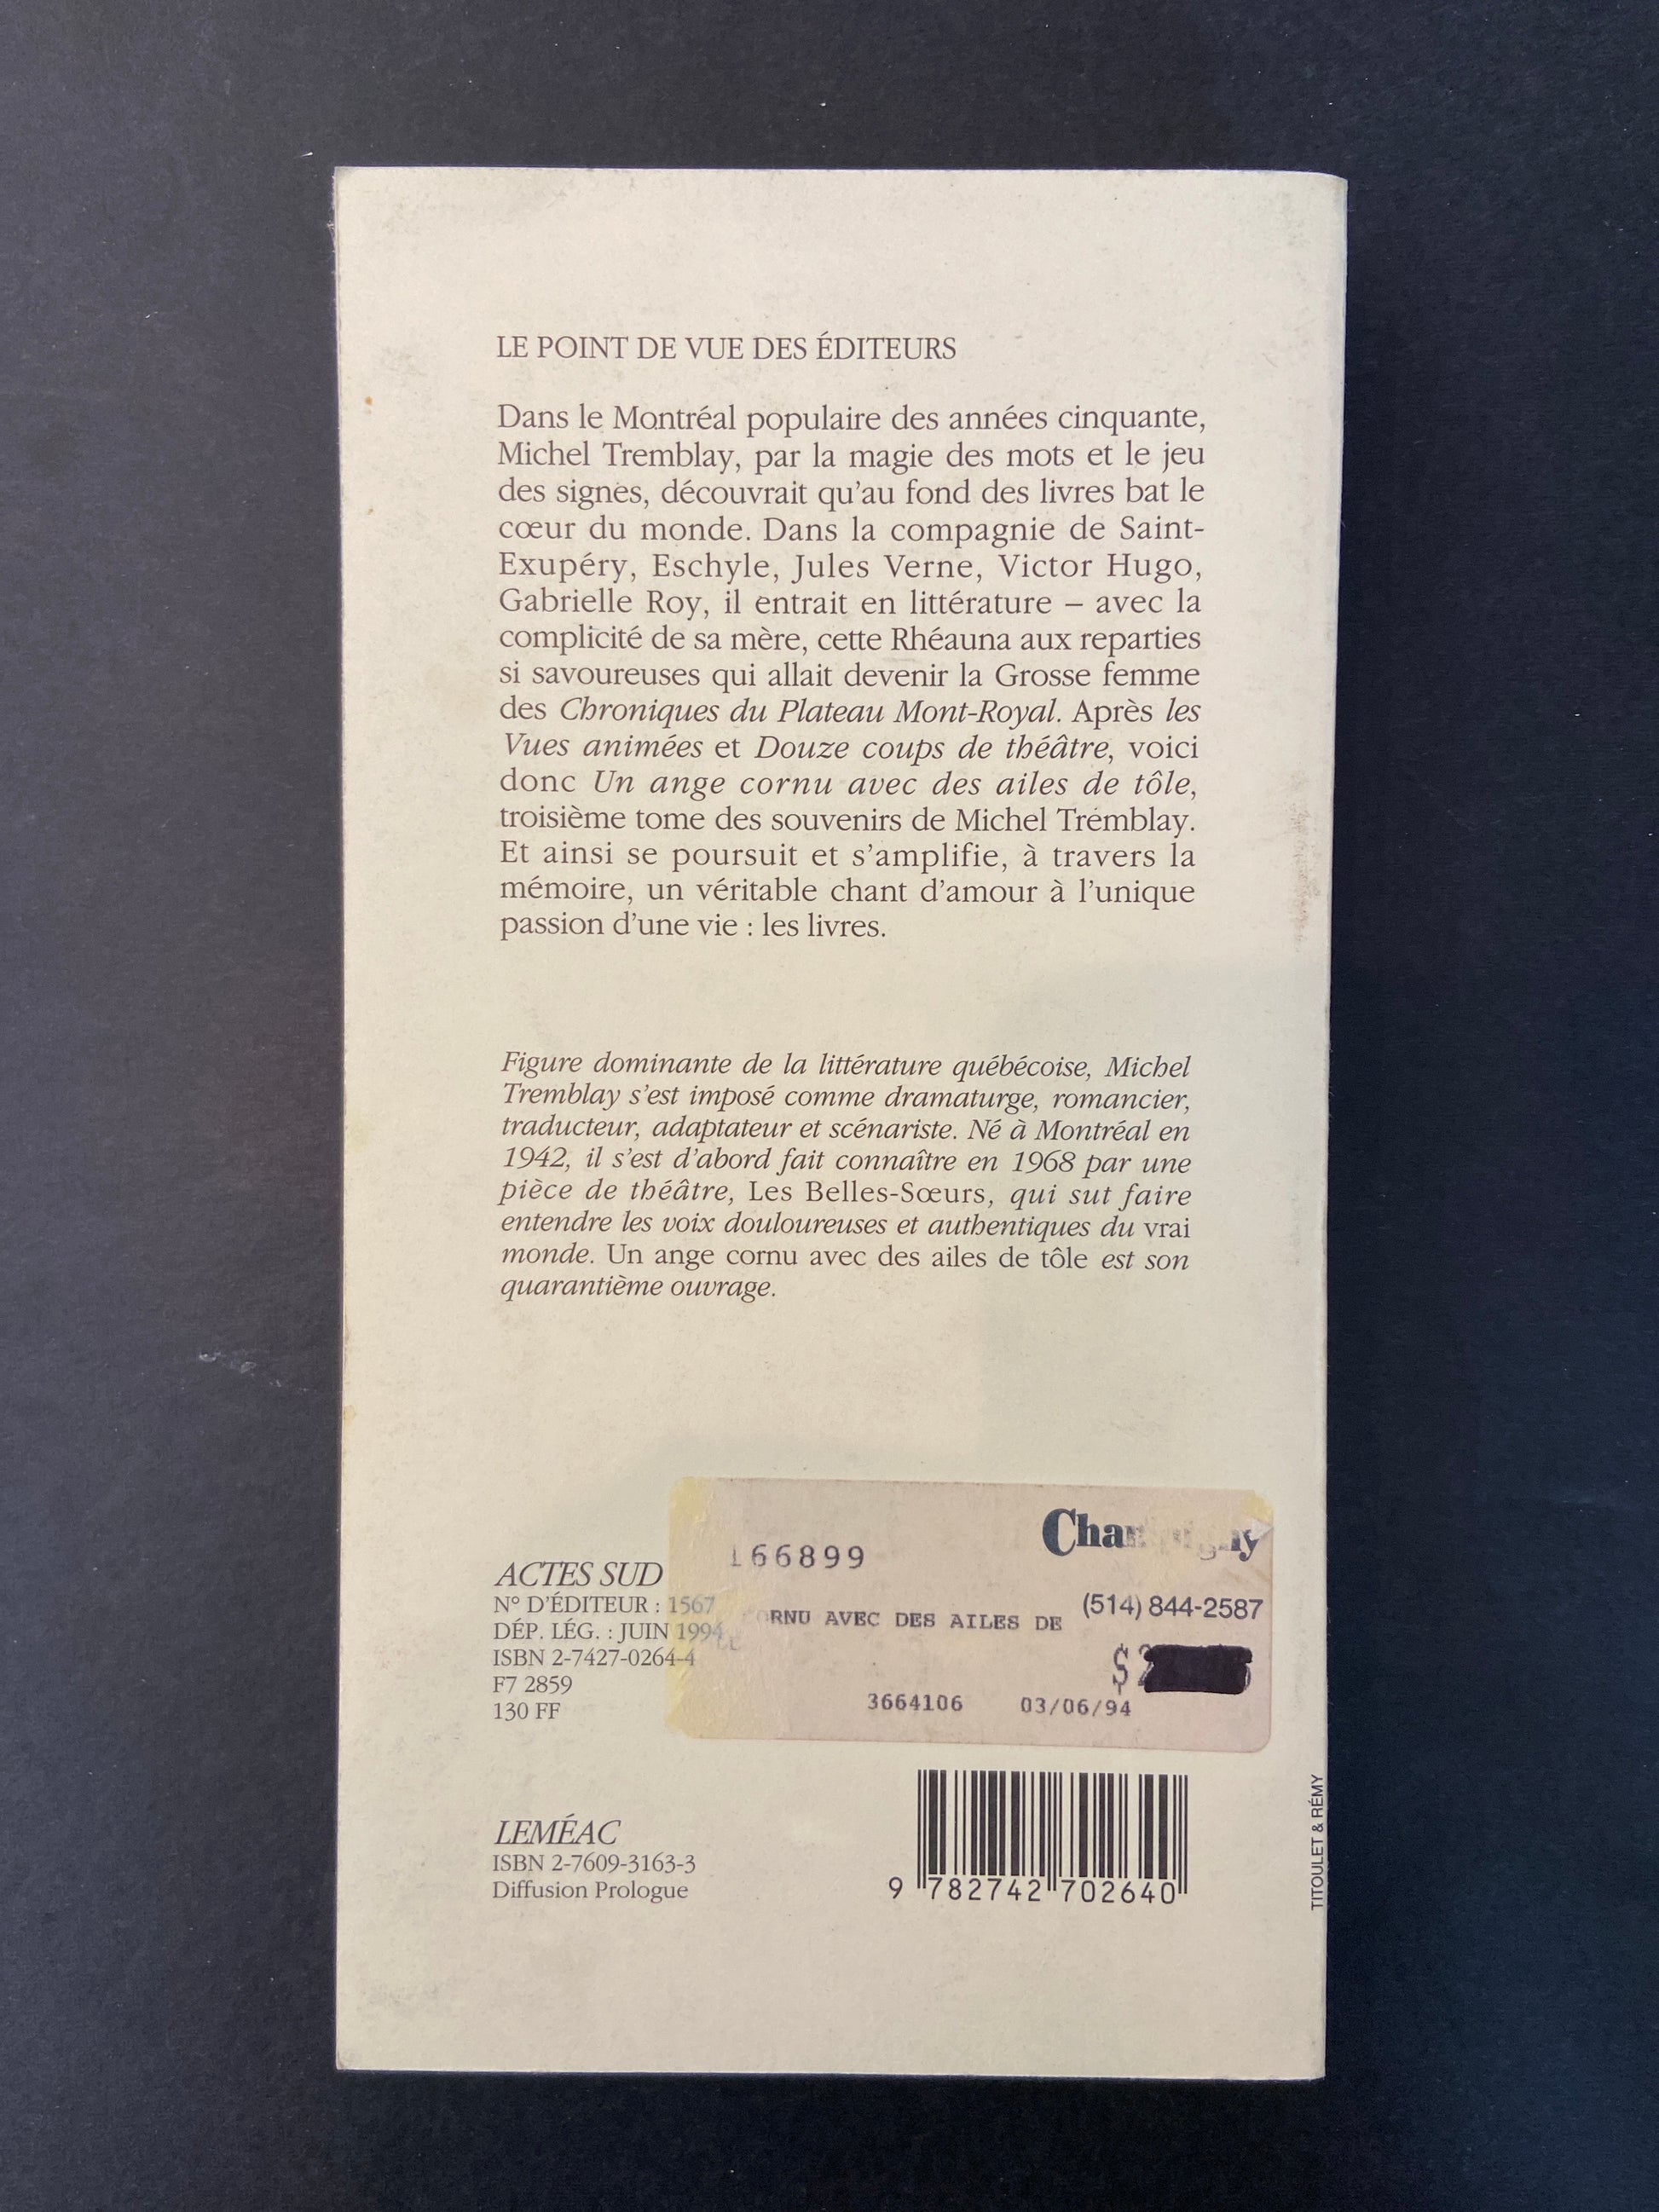 LE POINT DE VUE DES ÉDITEURS
Dans le Montréal populaire des années cinquante,
Michel Tremblay, par la magie des mots et le jeu
des signes, découvrait qu'au fond des livres bat le
cœur du monde. Dans la compagnie de Saint-
Exupéry, Eschyle, Jules Verne, Victor Hugo,
Gabrielle Roy, il entrait en littérature – avec la
complicité de sa mère, cette Rhéauna aux reparties
si savoureuses qui allait devenir la Grosse femme
des Chroniques du Plateau Mont-Royal. Après les
Vues animées et Douze coups de théâtre, voici
donc Un ange cornu avec des ailes de tôle,
troisième tome des souvenirs de Michel Tremblay.
Et ainsi se poursuit et s'amplifie, à travers la
mémoire, un véritable chant d'amour à l'unique
passion d'une vie : les livres.
Figure dominante de la littérature québécoise, Michel
Tremblay s'est imposé comme dramaturge, romancier,
traducteur, adaptateur et scénariste. Né à Montréal en
1942, il s'est d'abord fait connaître en 1968 par une
pièce de théâtre, Les Belles-Sœurs, qui sut faire
entendre les voix douloureuses et authentiques du vrai
monde. Un ange cornu avec des ailes de tôle est son
quarantième ouvrage.
ACTES SUD
N° D'ÉDITEUR : 1567
DÉP. LÉG. : JUIN 1994
ISBN 2-7427-0264-4
F7 2859
130 FF
166899
(514) 844-2587
AVEC DES AILES DE
3664106 03/06/94
LEMÉAC
ISBN 2-7609-3163-3
Diffusion Prologue
9 782742 702640
TITOULET & RÉMY